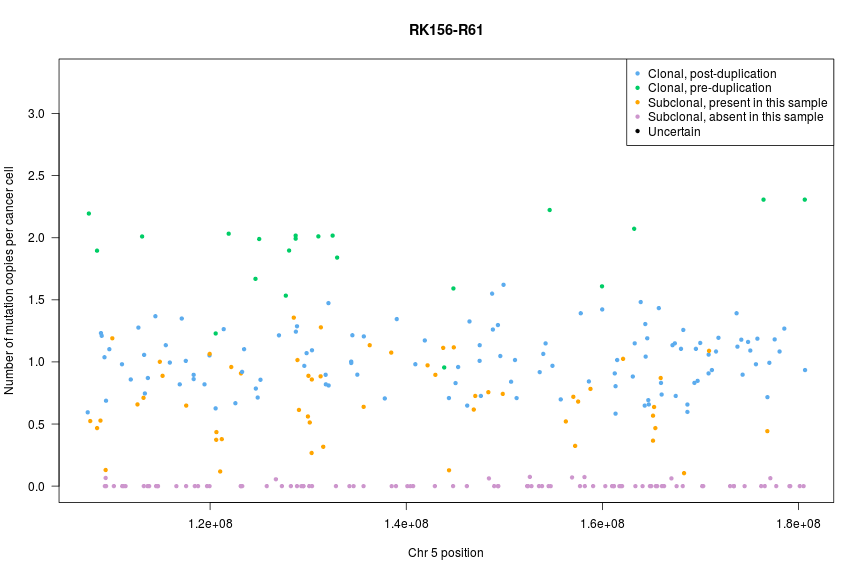 RK156-R61
Clonal, post-duplication
Clonal, pre-duplication
Subclonal, present in this sample
Subclonal, absent in this sample
Uncertain
Number of mutation copies per cancer cell
3.0
2.5
2.0
1.5
1.0
0.5
0.0
1.2e+08
1.4e+08
1.6e+08
1.8e+08
Chr 5 position